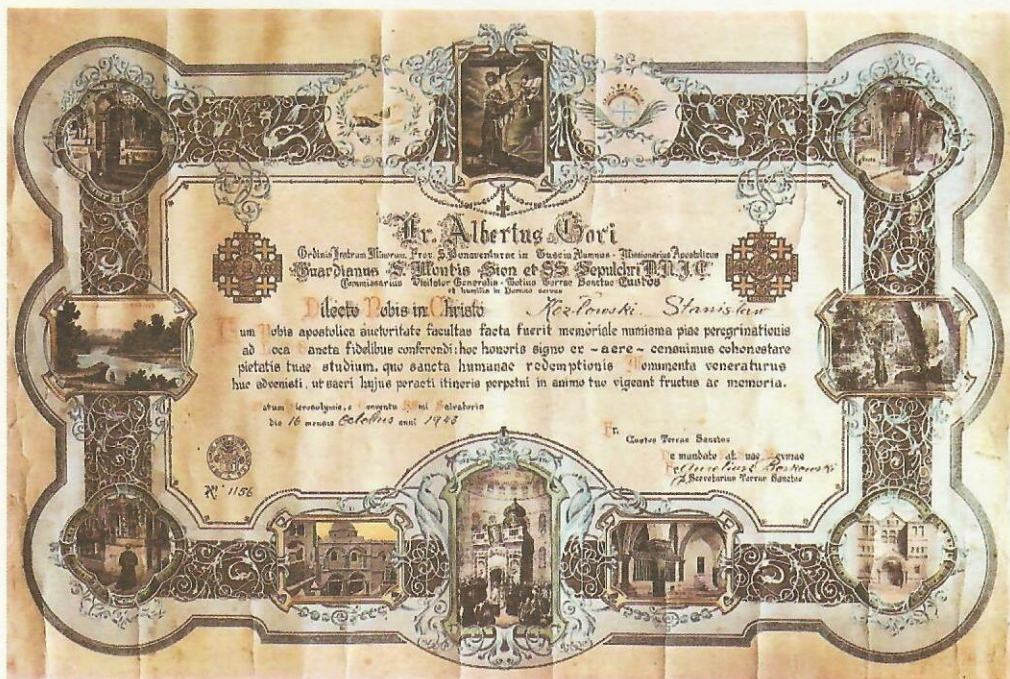 Fr. Albertus Gori
Ordinis Fratrum Minorum Prov. S. Bonaventurae in Tuscia Alumnus - Missionarius Apostolicus
Guardianus S. Montis Sion et SS. Sepulchri D.N.J.C.
Commissarius Visitator Generalis - Totius Terrae Sanctae Custos
et humilis in Domino servus
Dilecto Nobis in Christo Kozłowski Stanisław
Cum Nobis apostolica auctoritate facultas facta fuerit memoriale numisma piae peregrinationis
ad Loca Sancta fidelibus conferendi: hoc honoris signo ex - aere - censuimus cohonestare
pietatis tuae studium, quo sancta humanae redemptionis Monumenta veneraturus
huc advenisti, ut sacri hujus peracti itineris perpetui in animo tuo vigeant fructus ac memoria.
Datum Hierosolymis, e Conventu SSmi Salvatoris
die 16 mensis Octobris anni 1943
Fr.
Custos Terrae Sanctae
De mandato
Secretarius Terrae Sanctae
Nº 1156